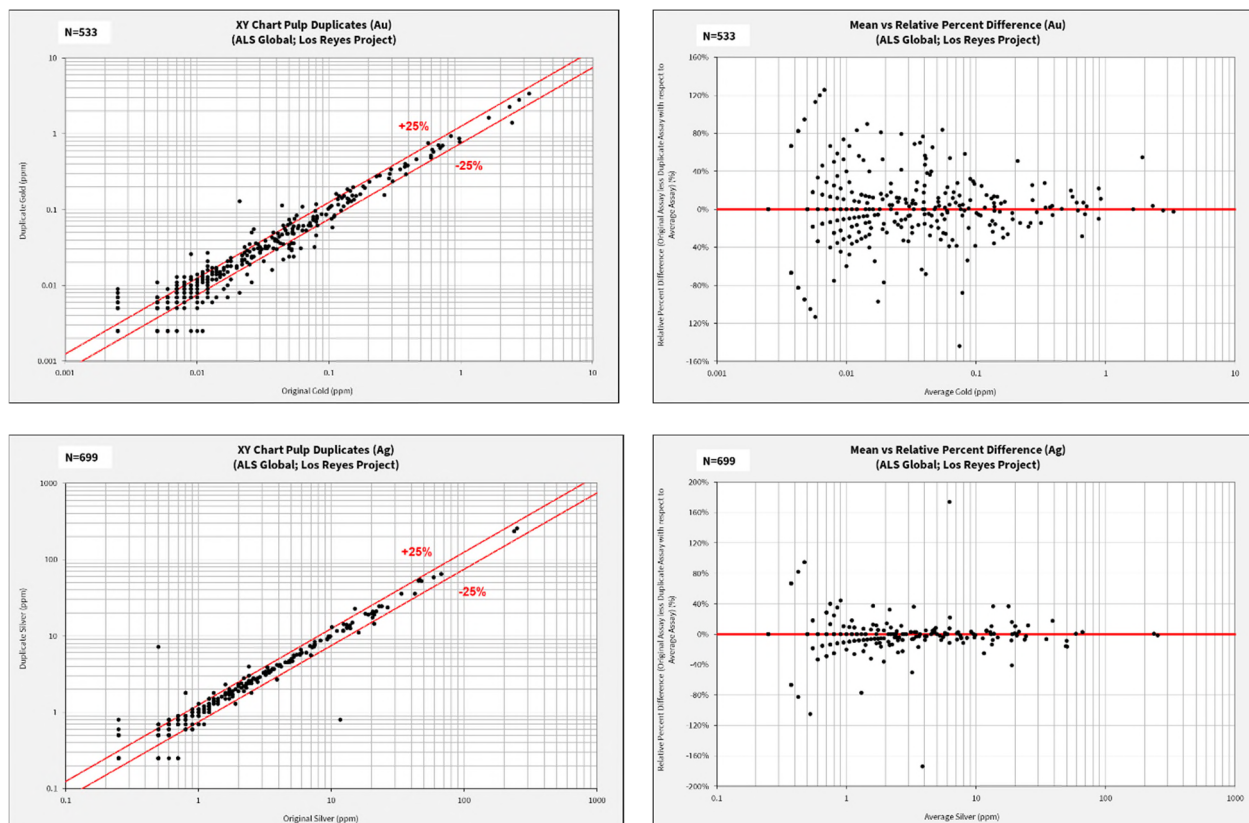 N=533
XY Chart Pulp Duplicates (Au)
(ALS Global; Los Reyes Project)
10
1
0.1
0.01
0.001
Duplicate Gold (ppm)
+25%
-25%
0.001
0.01
0.1
1
10
Original Gold (ppm)
N=533
Mean vs Relative Percent Difference (Au)
(ALS Global; Los Reyes Project)
Relative Percent Difference (Original Assay less Duplicate Assay with respect to
Average Assay) (%)
160%
120%
80%
40%
0%
40%
-80%
-120%
-160%
0.001
0.01
0.1
1
10
Average Gold (ppm)
N=699
XY Chart Pulp Duplicates (Ag)
(ALS Global; Los Reyes Project)
1000
100
10
1
0.1
Duplicate Silver (ppm)
+25%
-25%
0.1
1
10
100
1000
Original Silver (ppm)
N=699
Mean vs Relative Percent Difference (Ag)
(ALS Global; Los Reyes Project)
Relative Percent Difference (Original Assay less Duplicate Assay with respect to
Average Assay) (%)
200%
160%
120%
80%
40%
0%
-40%
-80%
-120%
-160%
-200%
0.1
1
10
100
1000
Average Silver (ppm)